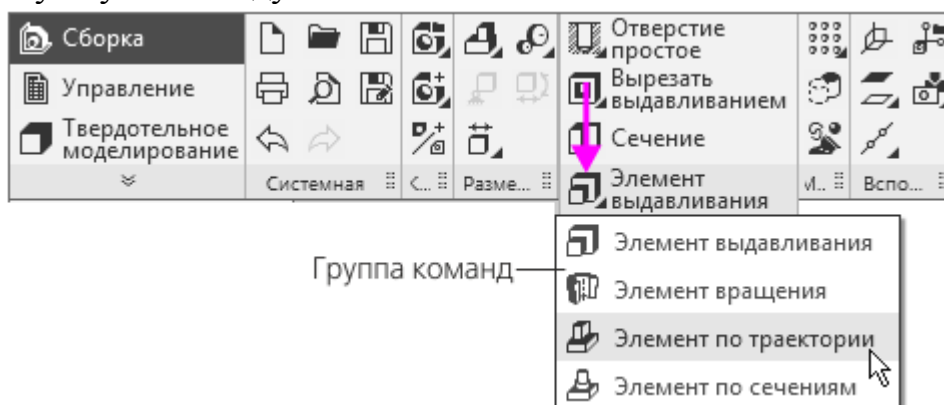 Сборка
Управление
Твердотельное
моделирование
Системная
С...
Разме...
Отверстие
простое
Вырезать
выдавливанием
Сечение
Элемент
выдавливания
И...
Вспо...
Группа команд
Элемент выдавливания
Элемент вращения
Элемент по траектории
Элемент по сечениям